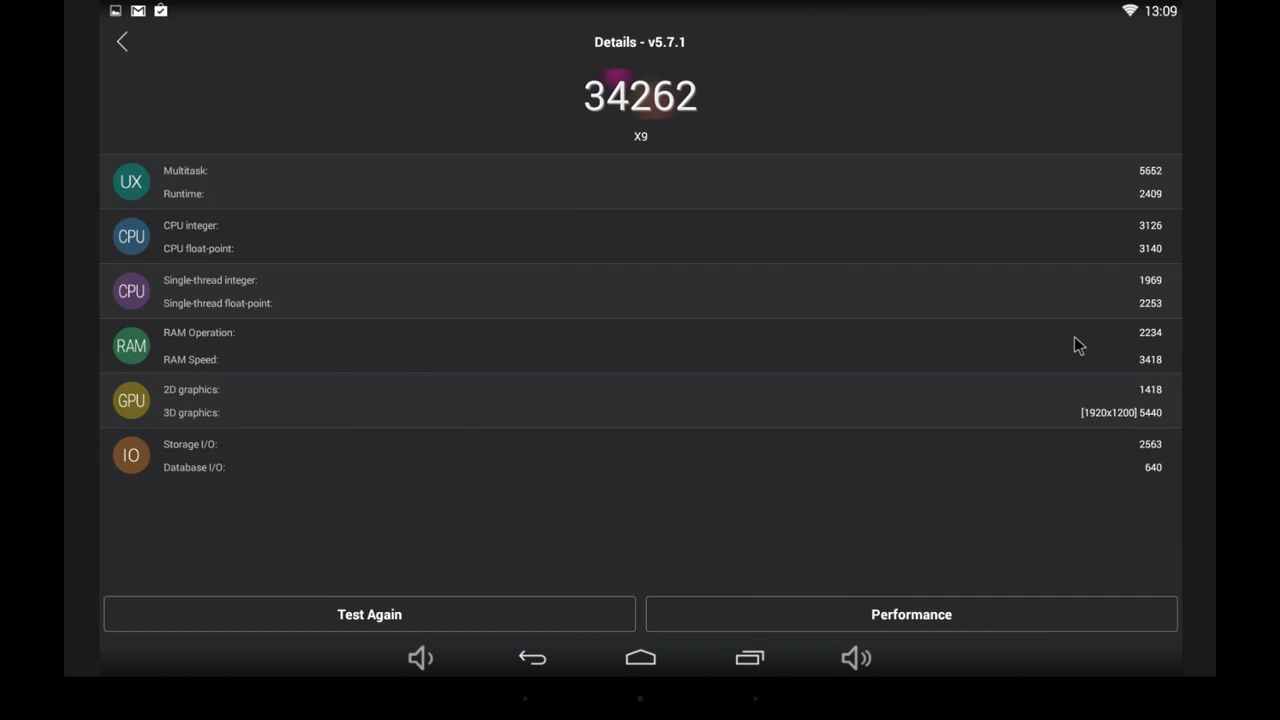 13:09
Details - v5.7.1
34262
X9
UX
Multitask: 5652
Runtime: 2409
CPU
CPU integer: 3126
CPU float-point: 3140
CPU
Single-thread integer: 1969
Single-thread float-point: 2253
RAM
RAM Operation: 2234
RAM Speed: 3418
GPU
2D graphics: 1418
3D graphics: [1920x1200] 5440
IO
Storage I/O: 2563
Database I/O: 640
Test Again Performance